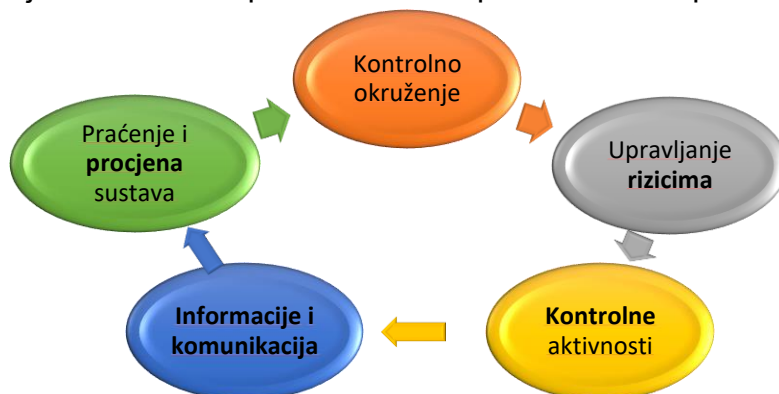 Kontrolno
okruženje
Upravljanje
rizicima
Kontrolne
aktivnosti
Informacije i
komunikacija
Praćenje i
procjena
sustava